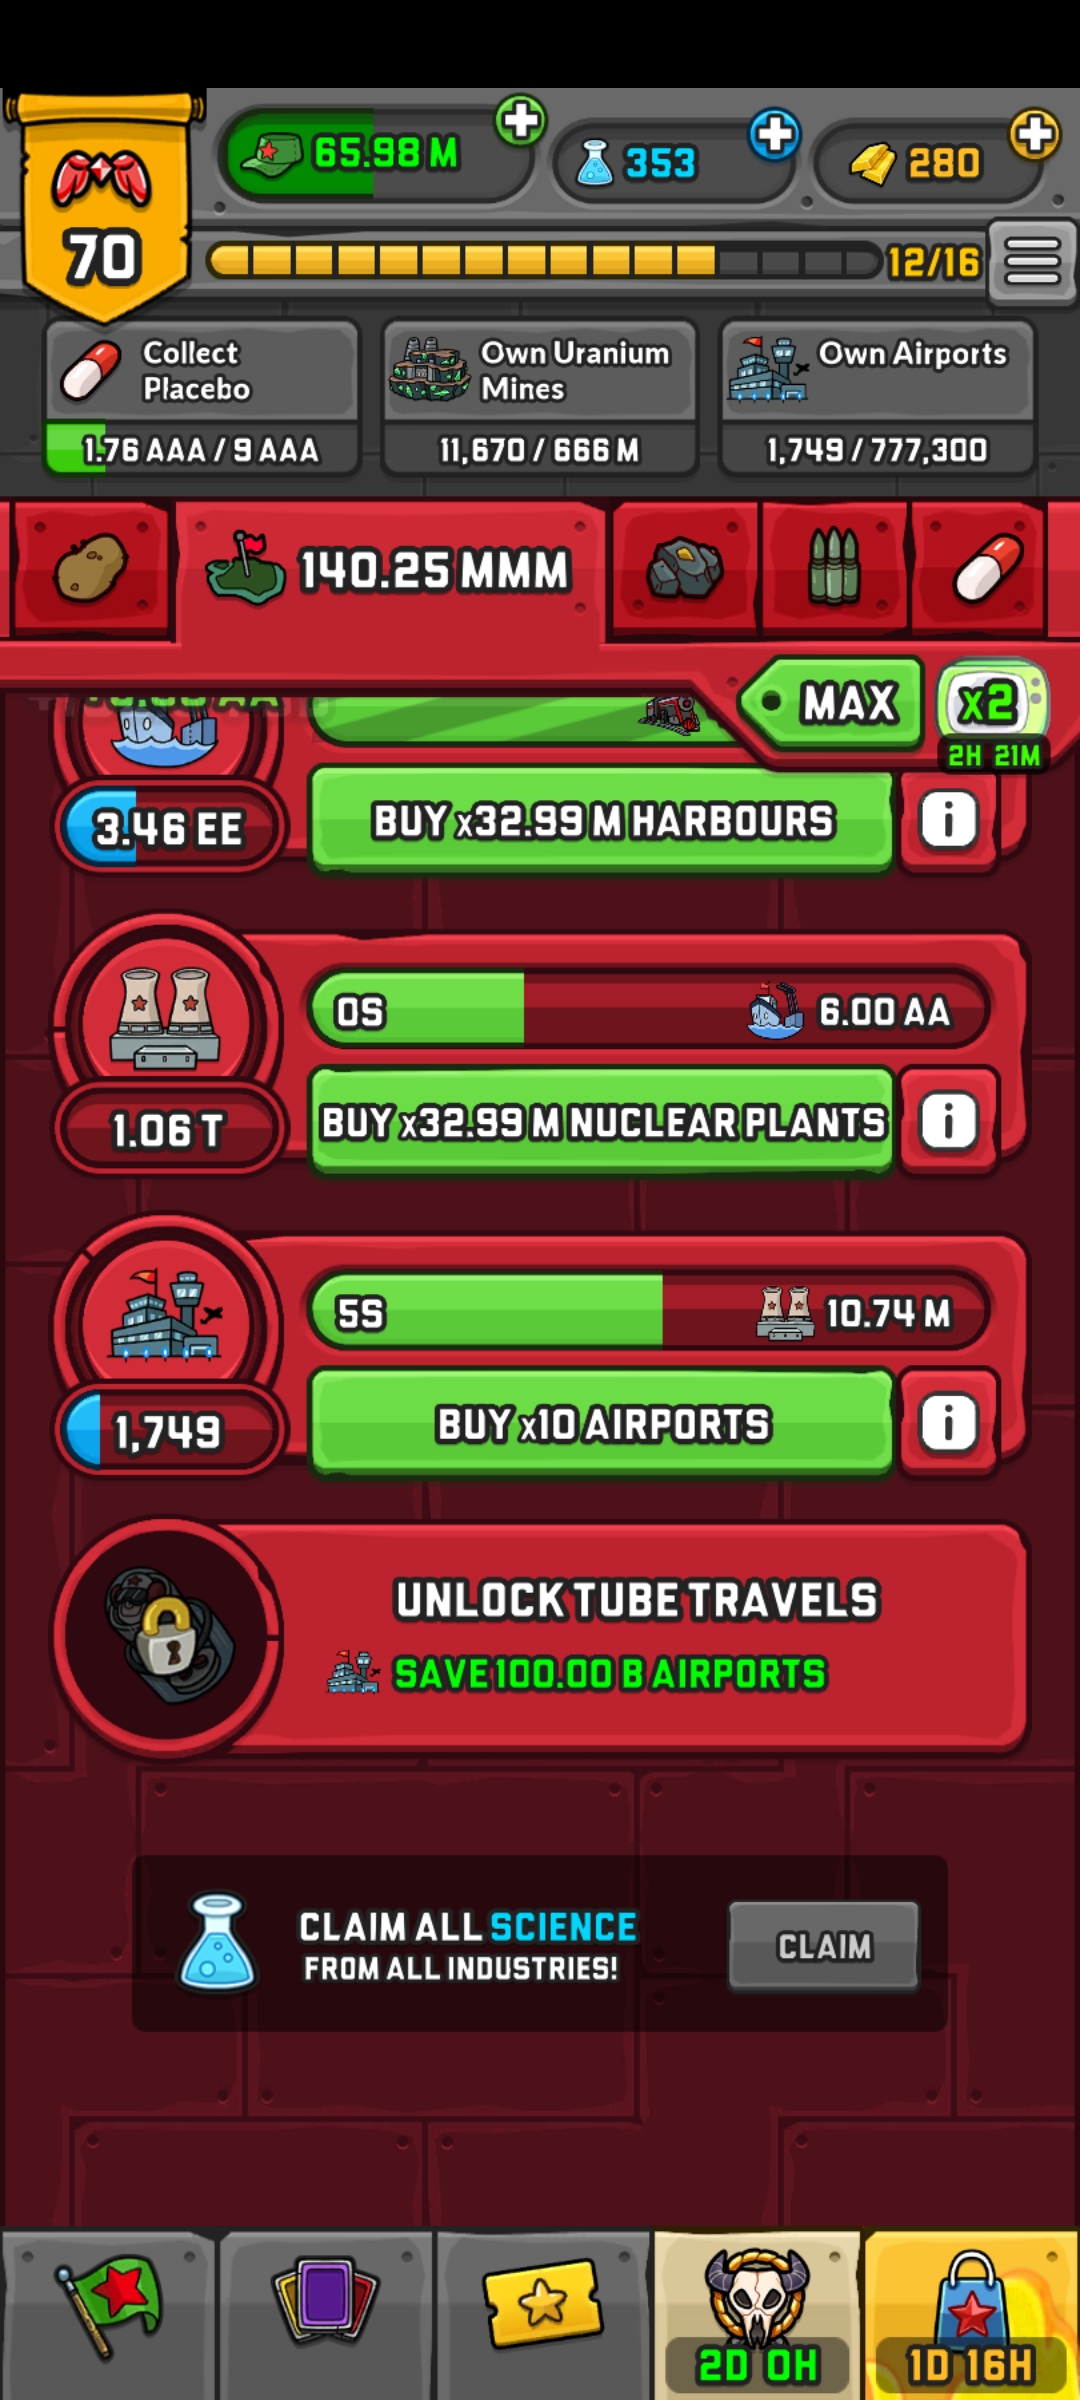 65.98 M
353
280
70
12/16
Collect
Placebo
1.76 AAA / 9 AAA
Own Uranium
Mines
11,670 / 666 M
Own Airports
1,749 / 777,300
140.25 MMM
MAX
x2
2H 21M
3.46 EE
BUY x32.99 M HARBOURS
i
0S
6.00 AA
1.06 T
BUY x32.99 M NUCLEAR PLANTS
i
5S
10.74 M
1,749
BUY x10 AIRPORTS
i
UNLOCK TUBE TRAVELS
SAVE 100.00 B AIRPORTS
CLAIM ALL SCIENCE
FROM ALL INDUSTRIES!
CLAIM
2D 0H
1D 16H